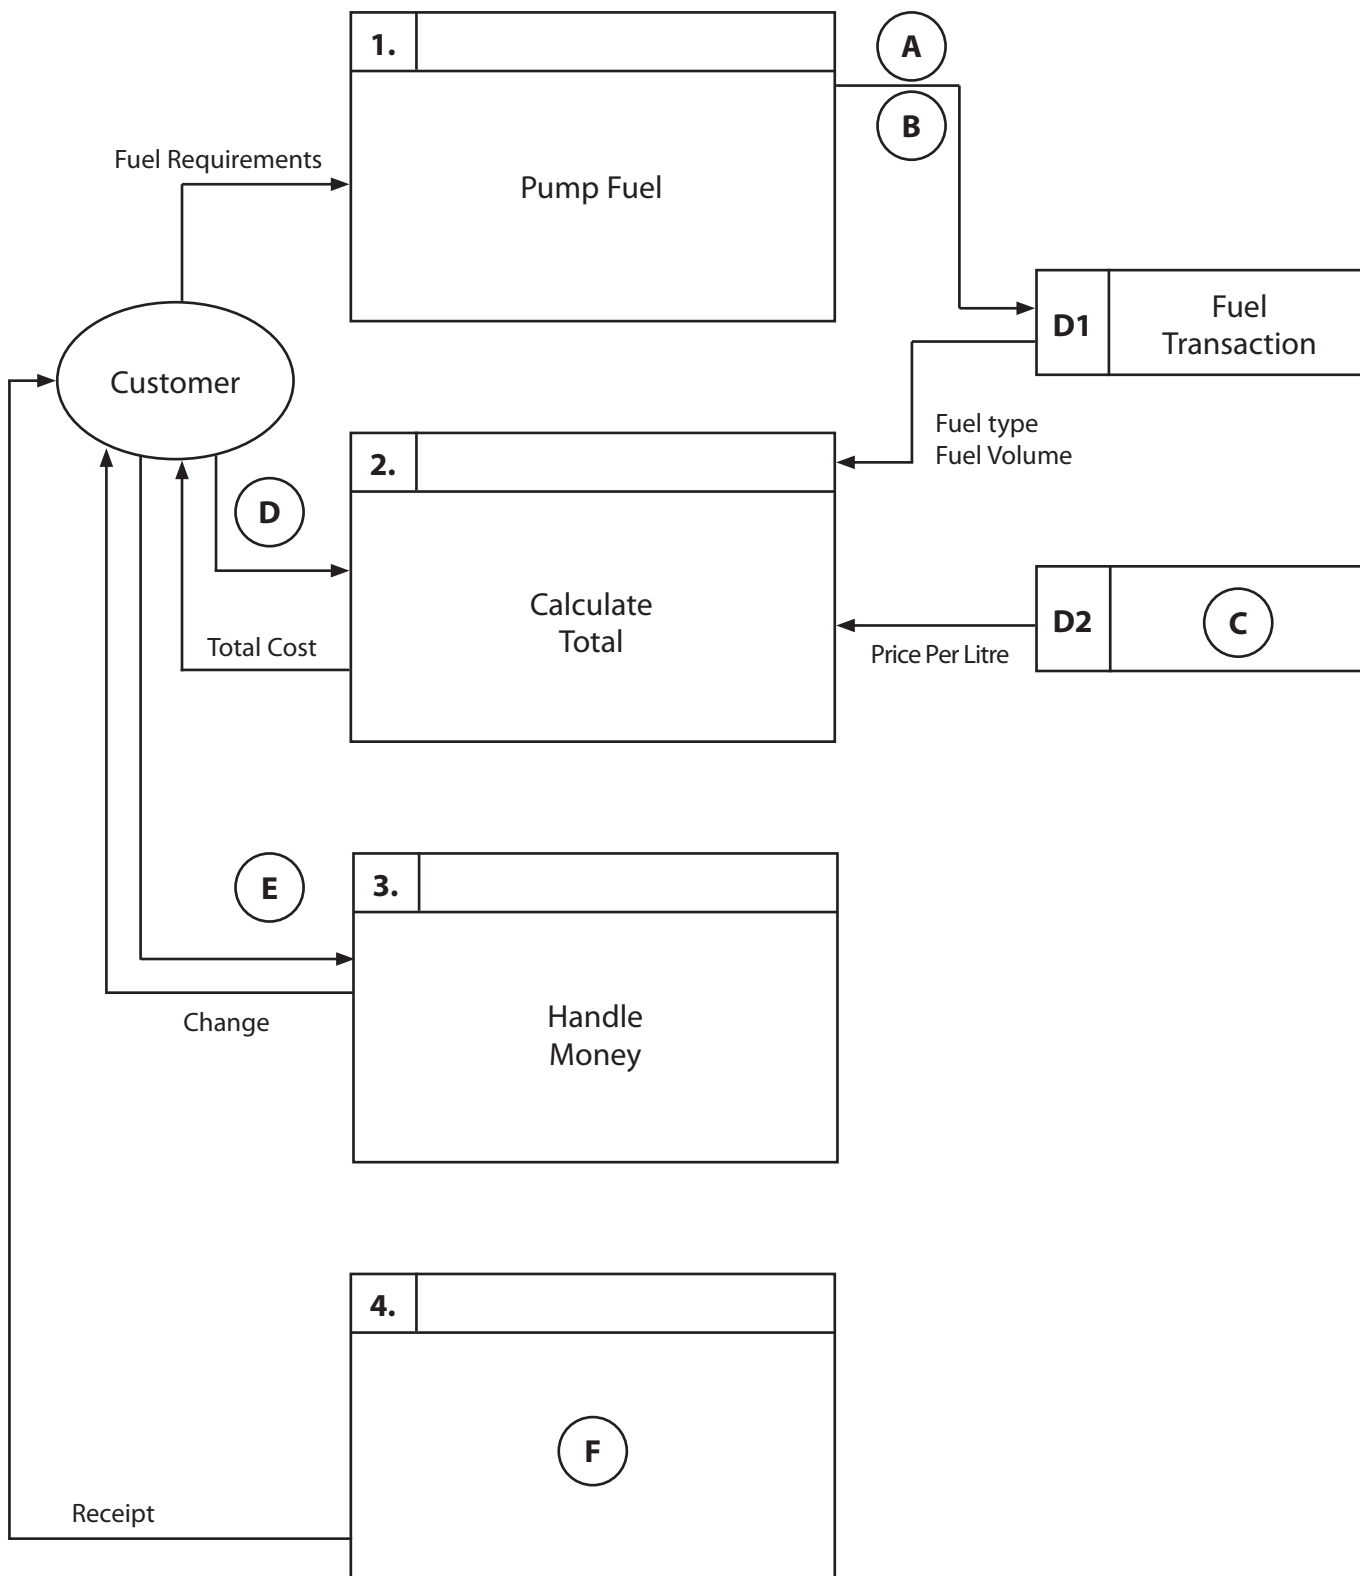 1.
A
B
Fuel Requirements
Pump Fuel
D1
Fuel
Transaction
Customer
Fuel type
Fuel Volume
2.
D
Calculate
Total
Total Cost
D2
C
Price Per Litre
E
3.
Change
Handle
Money
4.
F
Receipt